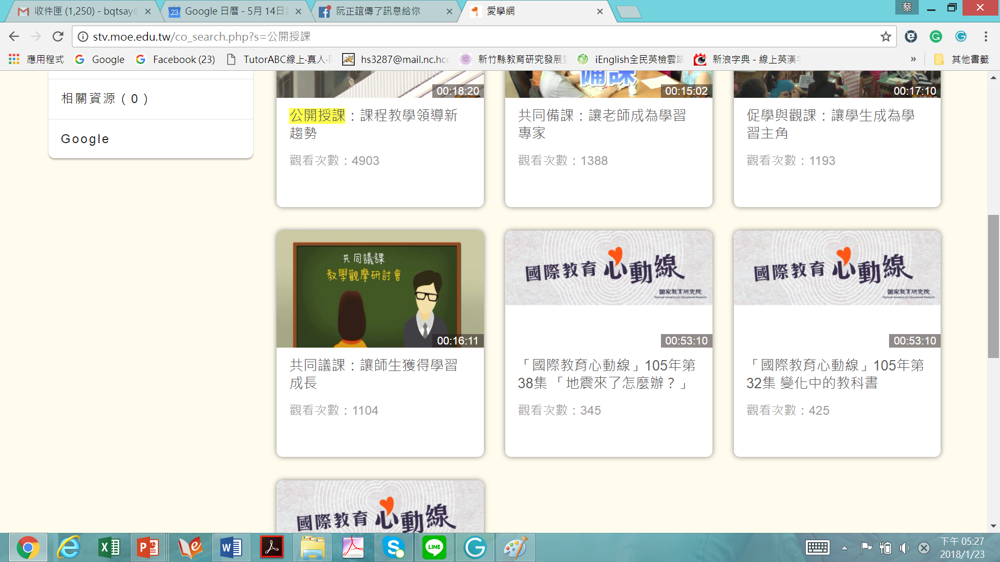 收件匣 (1,250) - bqtsay@
Google 日曆 - 5月 14日
阮正誼傳了訊息給你
愛學網
蔡
stv.moe.edu.tw/co_search.php?s=公開授課
應用程式
Google
Facebook (23)
TutorABC線上·真人·
hs3287@mail.nc.hcc
新竹縣教育研究發展
iEnglish全民英檢雲端
新浪字典 - 線上英漢
»
其他書籤
相關資源 ( 0 )
Google
00:18:20
公開授課：課程教學領導新
趨勢
觀看次數：4903
備課
00:15:02
共同備課：讓老師成為學習
專家
觀看次數：1388
00:17:10
促學與觀課：讓學生成為學
習主角
觀看次數：1193
共同議課
教學觀摩研討會
00:16:11
共同議課：讓師生獲得學習
成長
觀看次數：1104
國際教育心動線
國家教育研究院
National Academy for Educational Research
00:53:10
「國際教育心動線」105年第
38集 「地震來了怎麼辦？」
觀看次數：345
國際教育心動線
國家教育研究院
National Academy for Educational Research
00:53:10
「國際教育心動線」105年第
32集 變化中的教科書
觀看次數：425
國際教育心動線
LINE
下午 05:27
2018/1/23